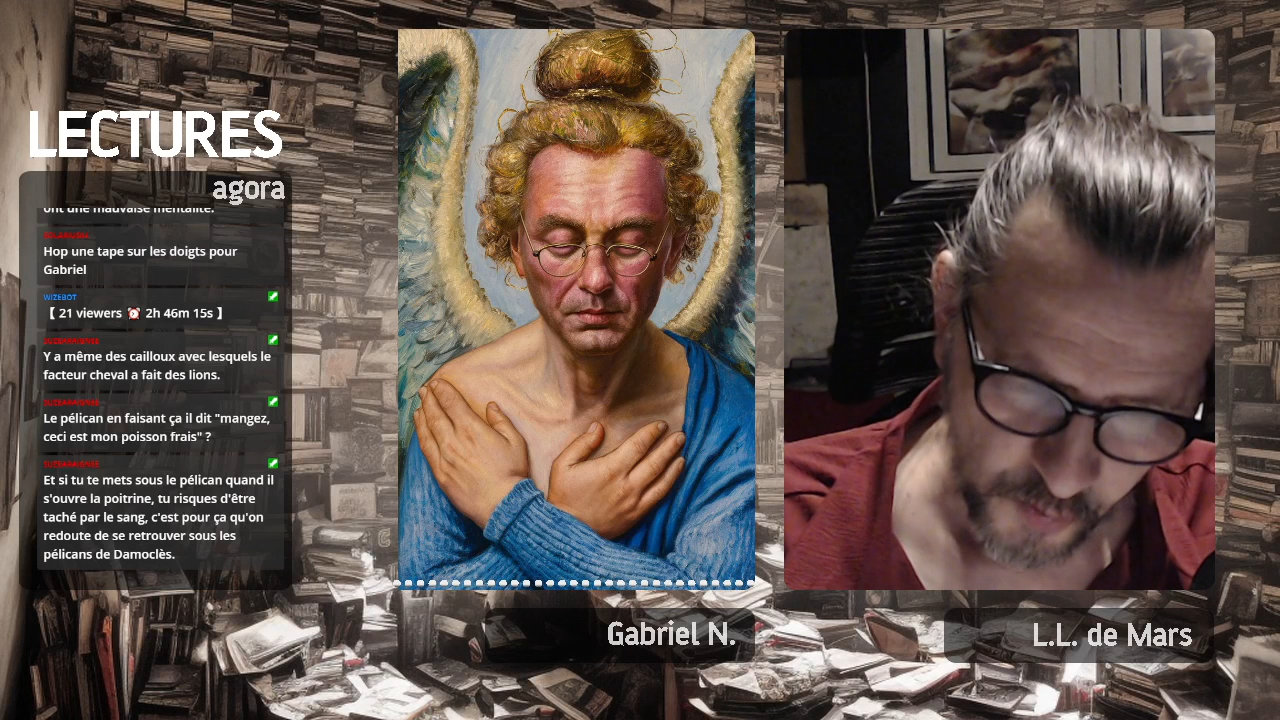 LECTURES
agora
ont une mauvaise mentalité.
Hop une tape sur les doigts pour
Gabriel
WIZEBOT
【 21 viewers ⏰ 2h 46m 15s 】
Y a même des cailloux avec lesquels le
facteur cheval a fait des lions.
Le pélican en faisant ça il dit "mangez,
ceci est mon poisson frais" ?
Et si tu te mets sous le pélican quand il
s'ouvre la poitrine, tu risques d'être
taché par le sang, c'est pour ça qu'on
redoute de se retrouver sous les
pélicans de Damoclès.
Gabriel N.
L.L. de Mars